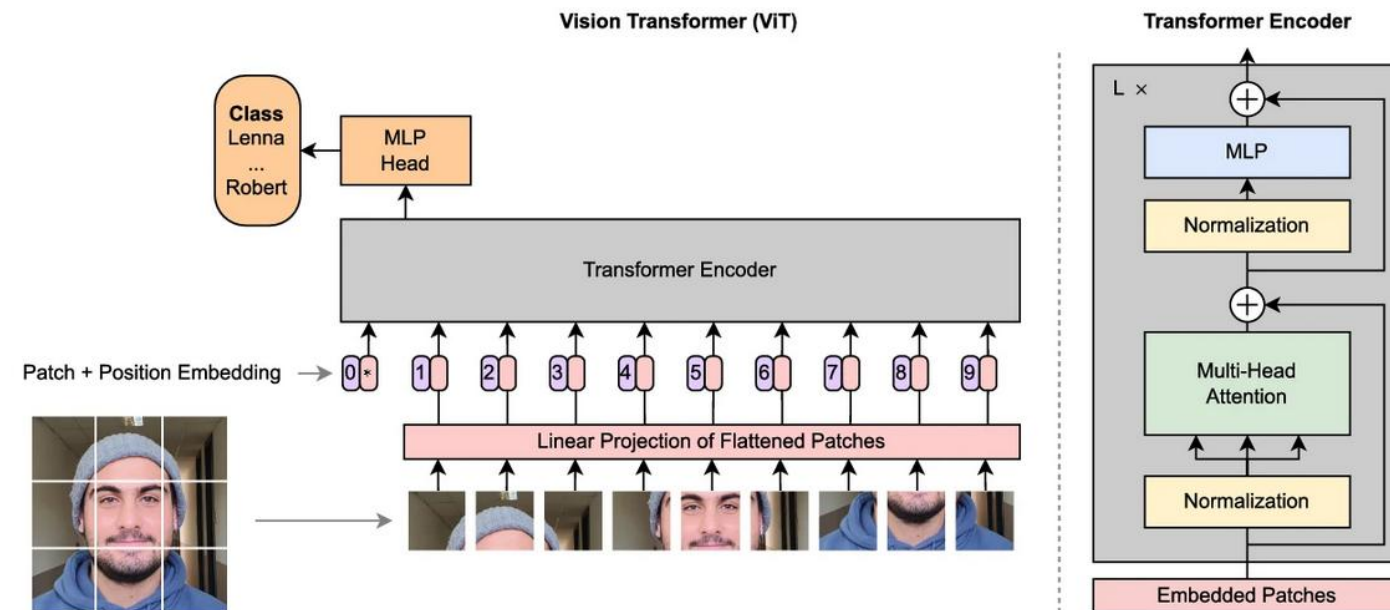 Vision Transformer (ViT)
Class
Lenna
...
Robert
MLP
Head
Transformer Encoder
Patch + Position Embedding
0 * 1 2 3 4 5 6 7 8 9
Linear Projection of Flattened Patches
Transformer Encoder
L ×
+
MLP
Normalization
+
Multi-Head
Attention
Normalization
Embedded Patches